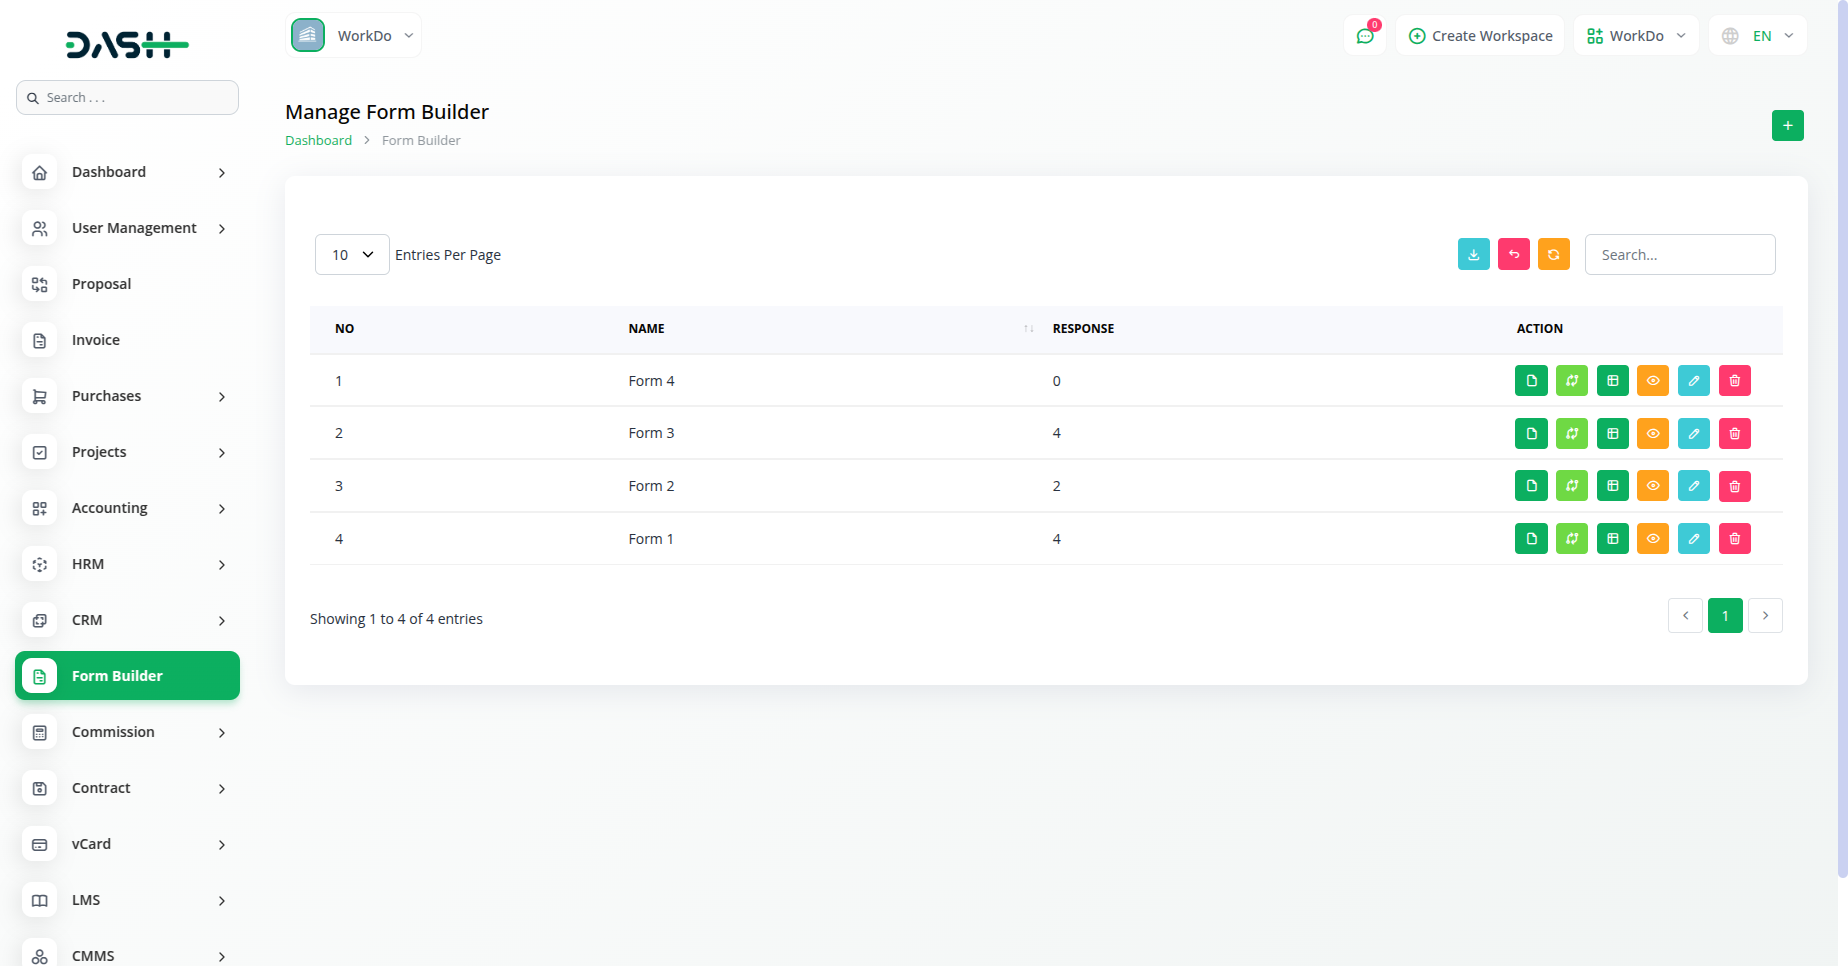 DASH
Search . . .
Dashboard
User Management
Proposal
Invoice
Purchases
Projects
Accounting
HRM
CRM
Form Builder
Commission
Contract
vCard
LMS
CMMS
WorkDo
0
Create Workspace
WorkDo
EN
Manage Form Builder
Dashboard > Form Builder
+
10 Entries Per Page
Search...
NO NAME RESPONSE ACTION
1 Form 4 0
2 Form 3 4
3 Form 2 2
4 Form 1 4
Showing 1 to 4 of 4 entries
1